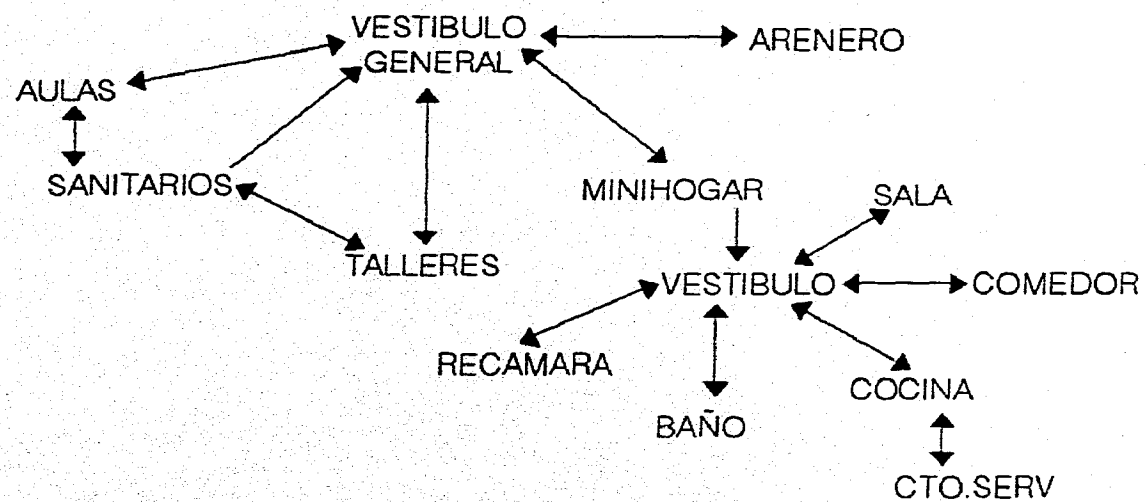 VESTIBULO
GENERAL
ARENERO
AULAS
SANITARIOS
MINIHOGAR
SALA
TALLERES
VESTIBULO
COMEDOR
RECAMARA
COCINA
BAÑO
CTO.SERV